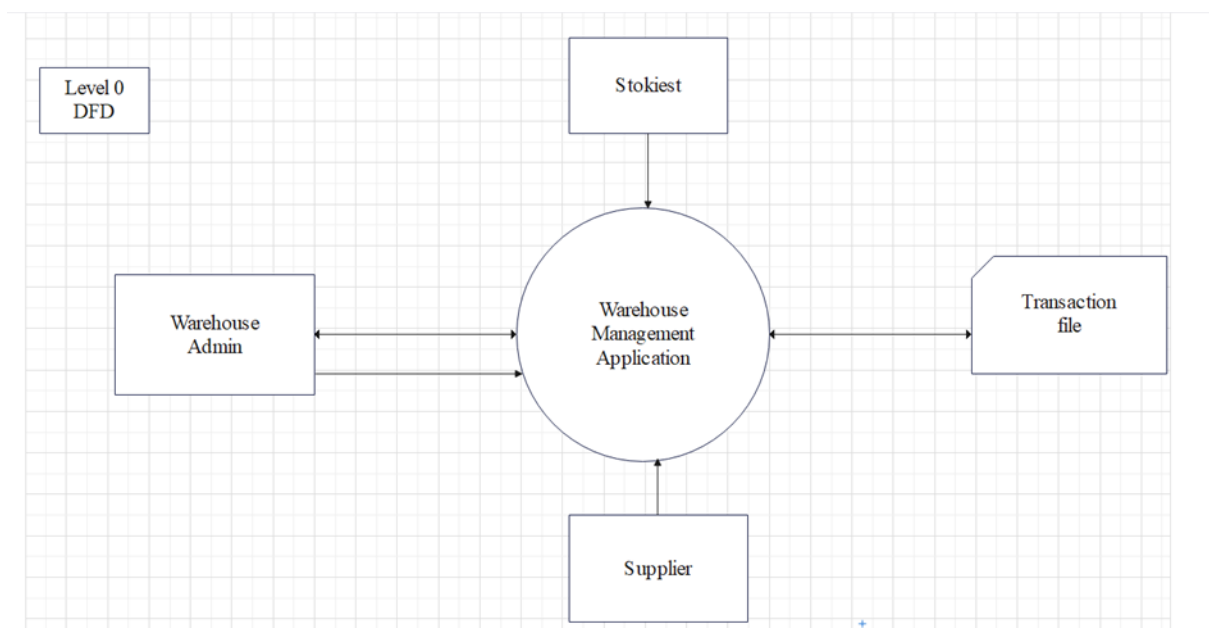 Level 0
DFD
Stokiest
Warehouse
Admin
Warehouse
Management
Application
Transaction
file
Supplier